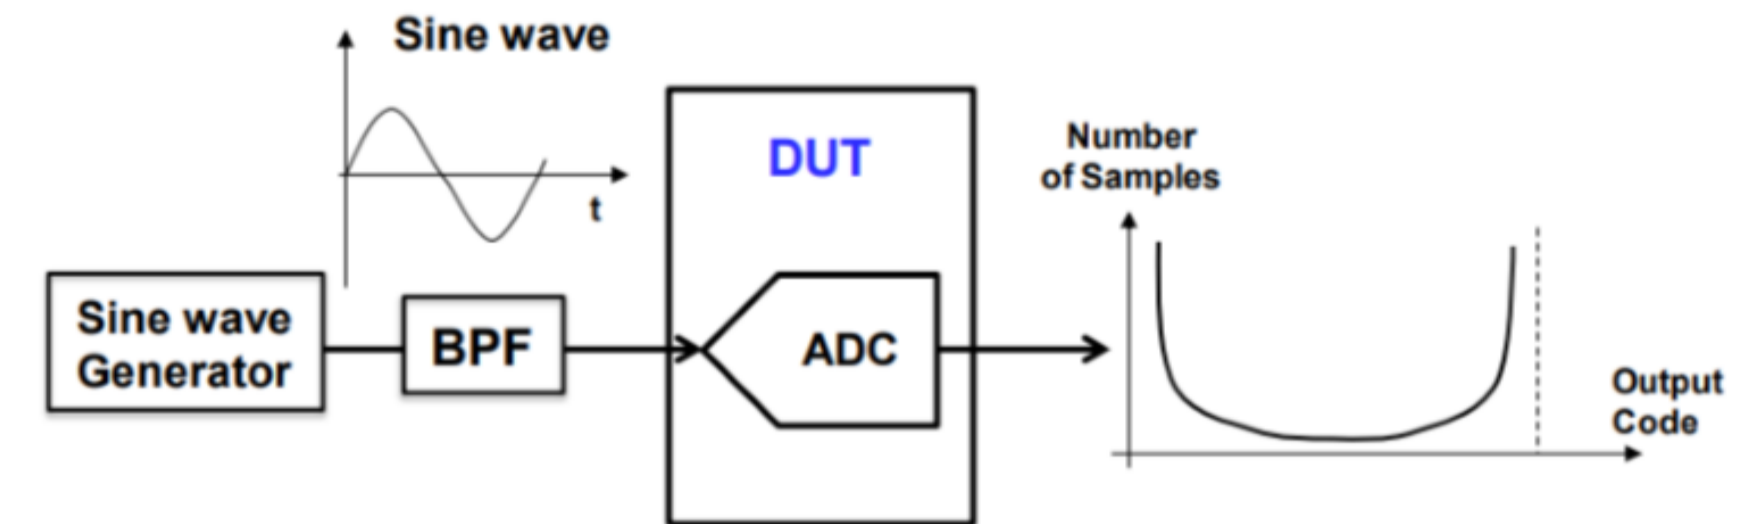 Sine wave
t
Sine wave
Generator
BPF
DUT
ADC
Number
of Samples
Output
Code